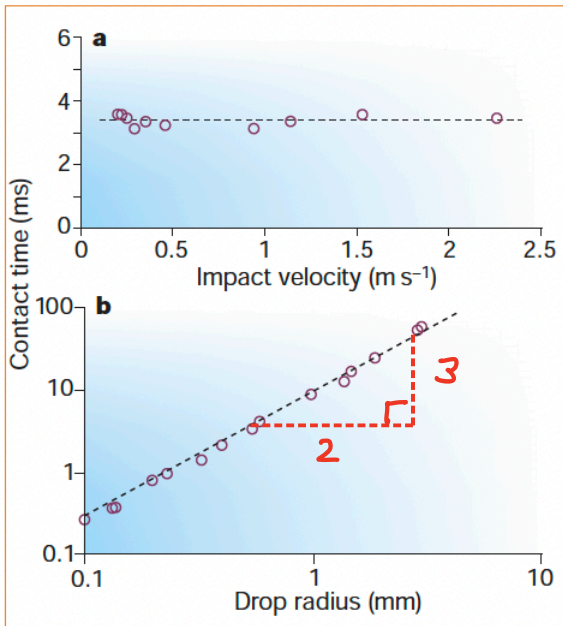 a
6
4
2
0
0 0.5 1 1.5 2 2.5
Impact velocity (m s⁻¹)
Contact time (ms)
b
100
10
1
0.1
3
2
0.1 1 10
Drop radius (mm)